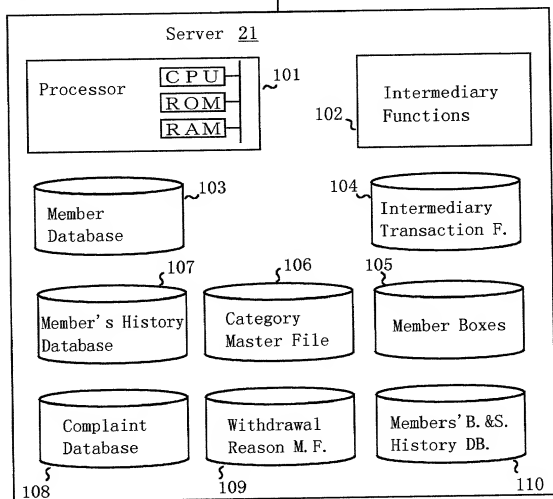 Server 21
Processor
CPU
ROM
RAM
101
Intermediary
Functions
102
103
Member
Database
104
Intermediary
Transaction F.
107
Member's History
Database
106
Category
Master File
105
Member Boxes
Complaint
Database
108
Withdrawal
Reason M.F.
109
Members'B.&S.
History DB.
110